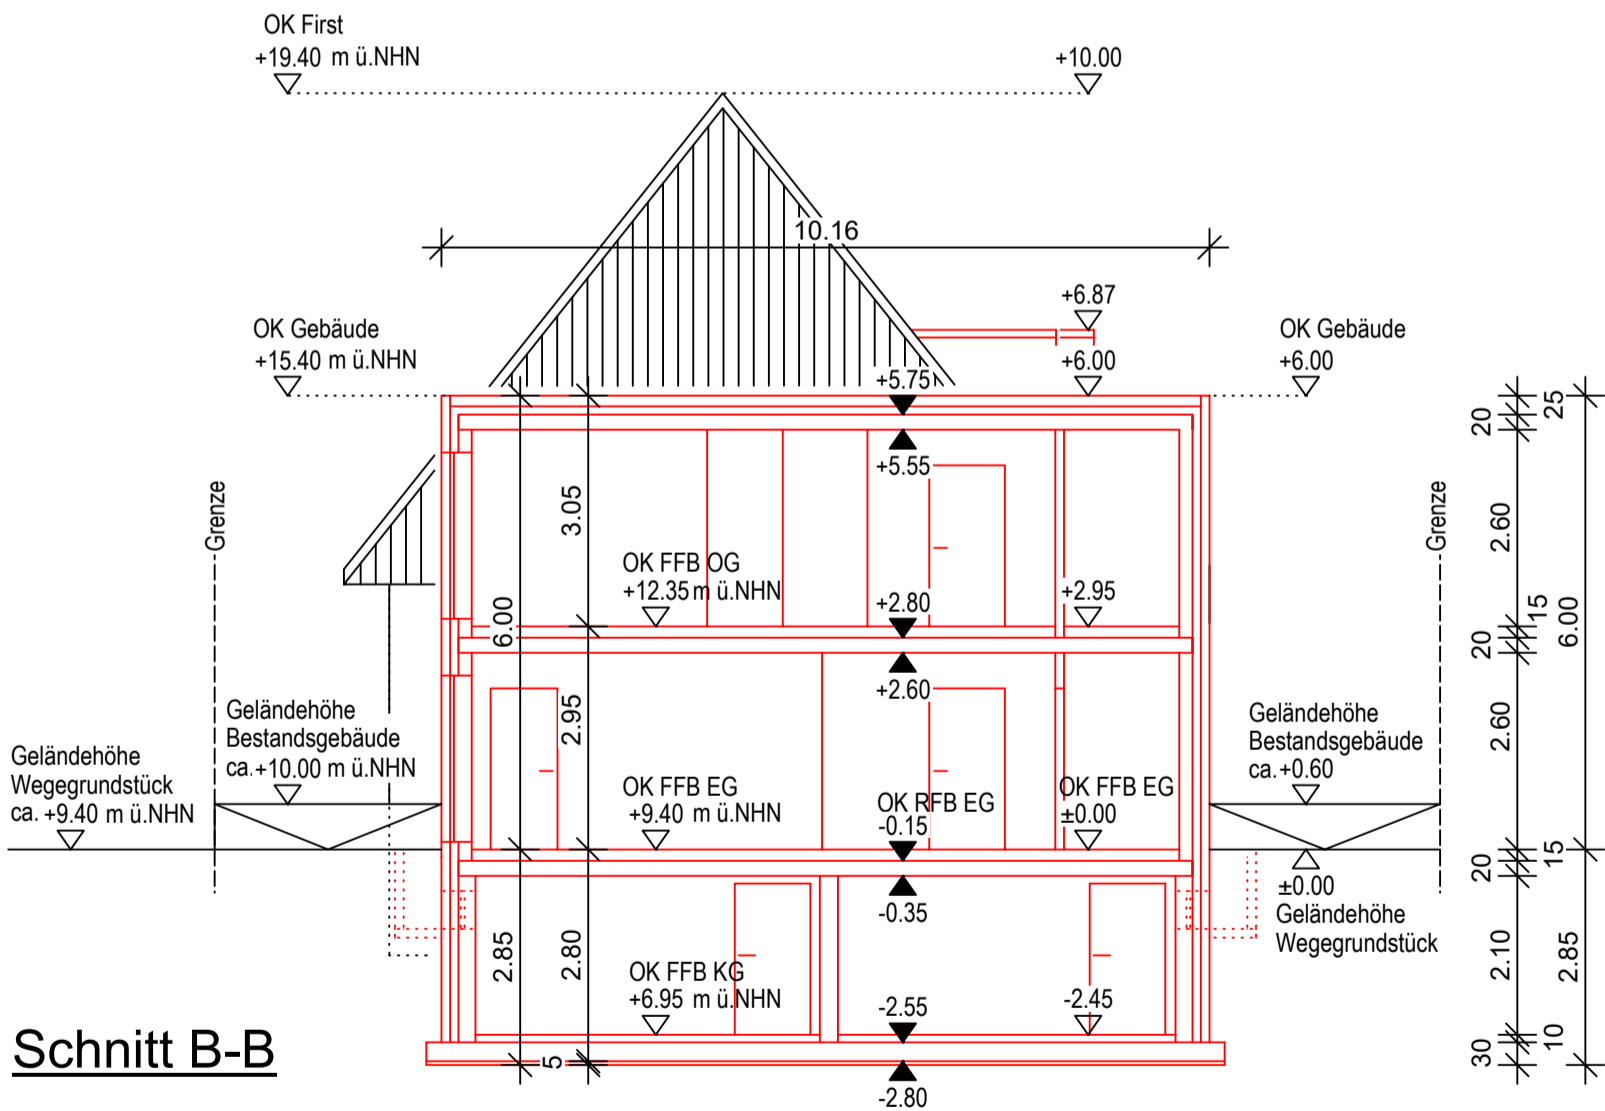 OK First
+19.40 m ü.NHN
+10.00
10.16
+6.87
OK Gebäude
+15.40 m ü.NHN
+6.00
OK Gebäude
+6.00
+5.75
25
20
+5.55
3.05
2.60
Grenze
Grenze
OK FFB OG
+12.35 m ü.NHN
+2.80
+2.95
6.00
15
6.00
20
+2.60
2.95
2.60
Geländehöhe
Bestandsgebäude
ca.+10.00 m ü.NHN
Geländehöhe
Bestandsgebäude
ca.+0.60
Geländehöhe
Wegegrundstück
ca. +9.40 m ü.NHN
OK FFB EG
+9.40 m ü.NHN
OK RFB EG
-0.15
OK FFB EG
±0.00
15
20
-0.35
±0.00
Geländehöhe
Wegegrundstück
2.85
2.80
2.10
2.85
OK FFB KG
+6.95 m ü.NHN
-2.55
-2.45
Schnitt B-B
5
30
10
-2.80